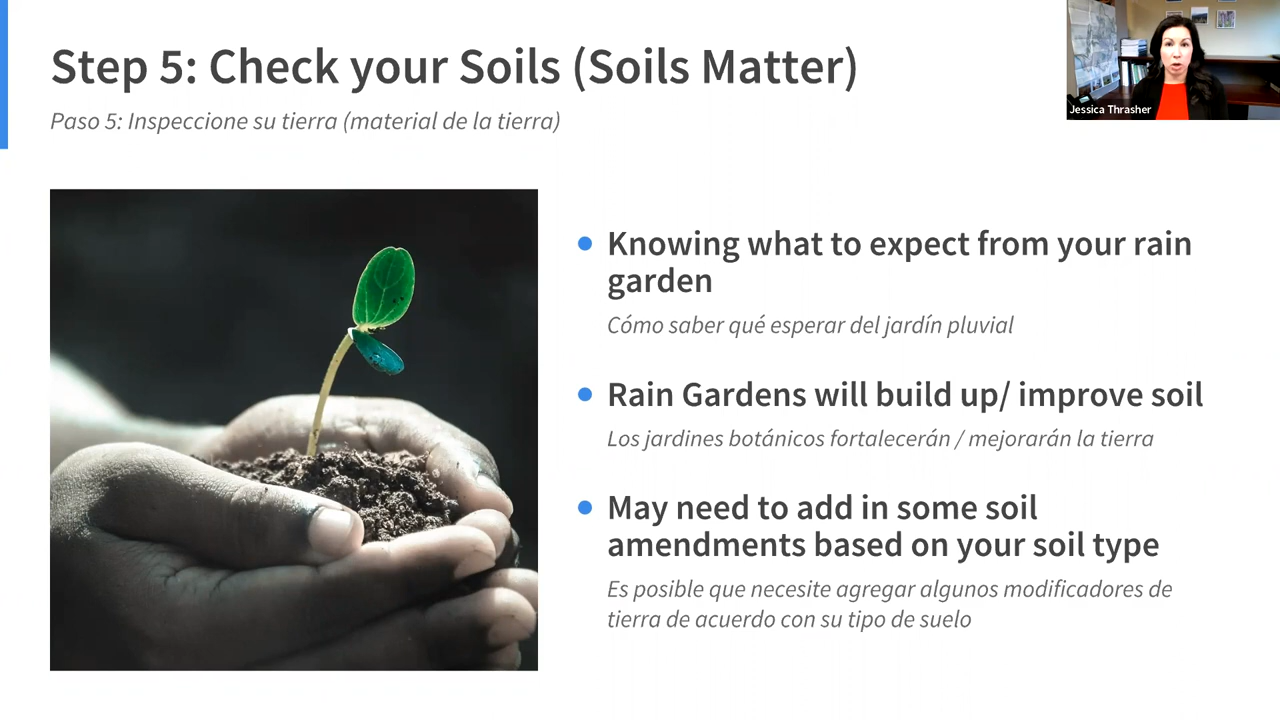 Step 5: Check your Soils (Soils Matter)
Paso 5: Inspeccione su tierra (material de la tierra)
Jessica Thrasher
Knowing what to expect from your rain
garden
Cómo saber qué esperar del jardín pluvial
Rain Gardens will build up/ improve soil
Los jardines botánicos fortalecerán / mejorarán la tierra
May need to add in some soil
amendments based on your soil type
Es posible que necesite agregar algunos modificadores de
tierra de acuerdo con su tipo de suelo